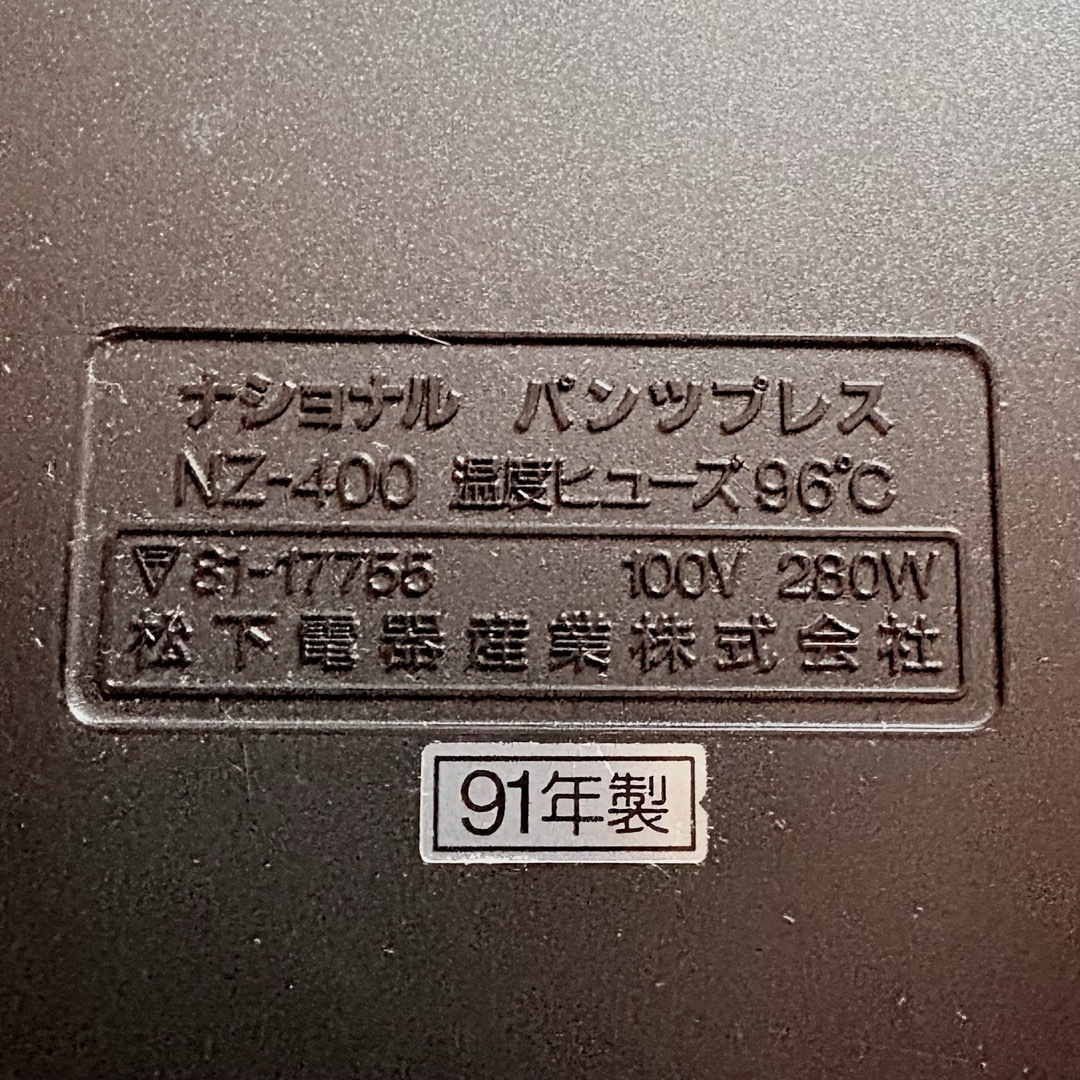 ナショナル パンツプレス
NZ-400 温度ヒューズ96℃
▽81-17755 100V 280W
松下電器産業株式会社
91年製